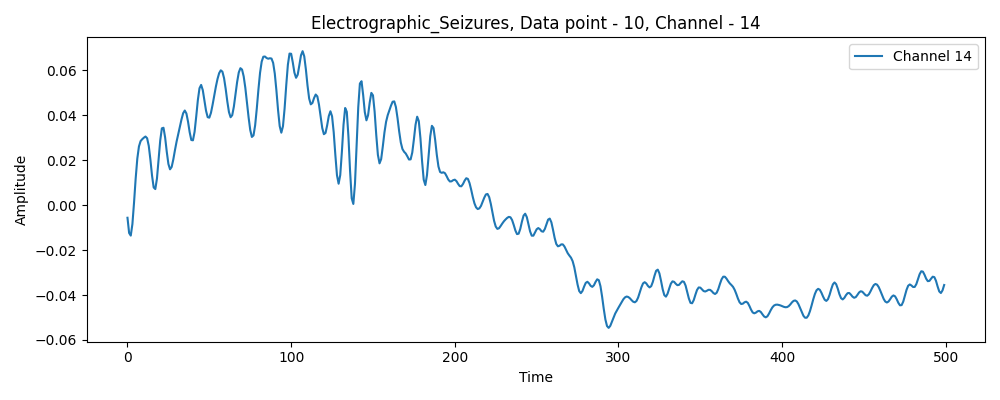 Electrographic_Seizures, Data point - 10, Channel - 14
Channel 14
Amplitude
0.06
0.04
0.02
0.00
−0.02
−0.04
−0.06
0 100 200 300 400 500
Time